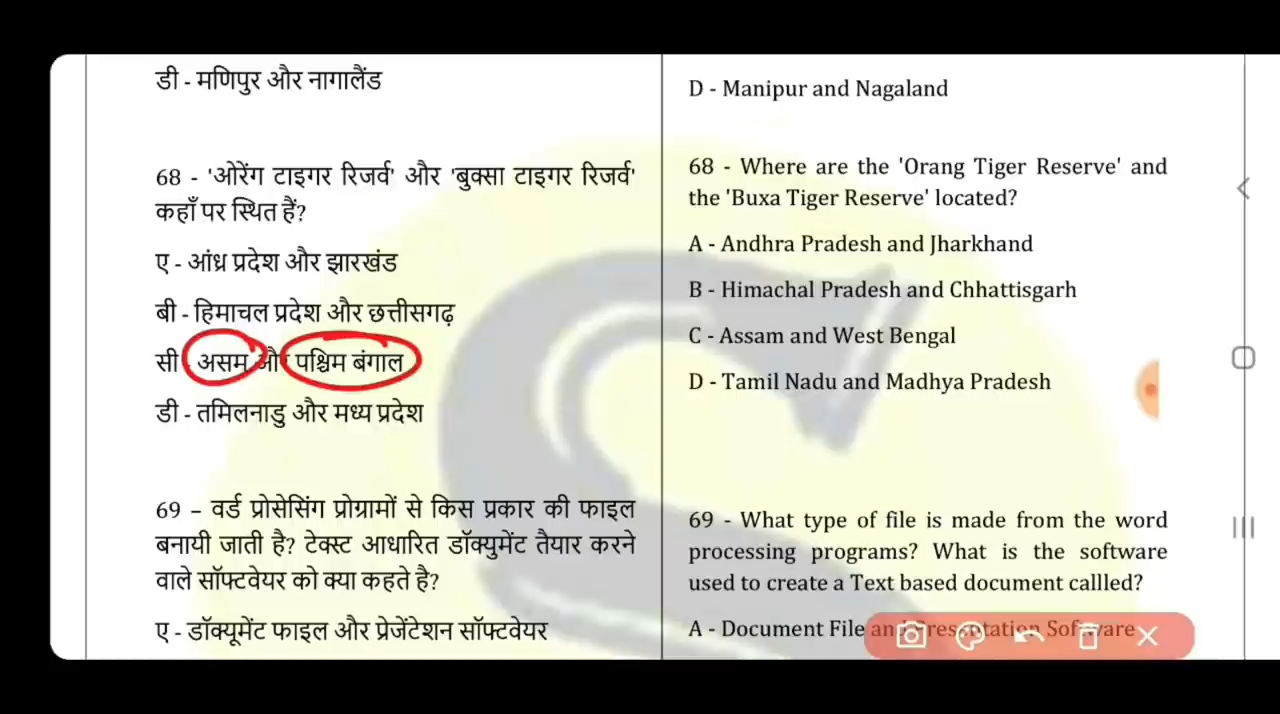 डी - मणिपुर और नागालैंड
68 - 'ओरेंग टाइगर रिजर्व' और 'बुक्सा टाइगर रिजर्व'
कहाँ पर स्थित हैं?
ए - आंध्र प्रदेश और झारखंड
बी - हिमाचल प्रदेश और छत्तीसगढ़
सी - असम और पश्चिम बंगाल
डी - तमिलनाडु और मध्य प्रदेश
69 – वर्ड प्रोसेसिंग प्रोग्रामों से किस प्रकार की फाइल
बनायी जाती है? टेक्स्ट आधारित डॉक्युमेंट तैयार करने
वाले सॉफ्टवेयर को क्या कहते है?
ए - डॉक्यूमेंट फाइल और प्रेजेंटेशन सॉफ्टवेयर
D - Manipur and Nagaland
68 - Where are the 'Orang Tiger Reserve' and
the 'Buxa Tiger Reserve' located?
A - Andhra Pradesh and Jharkhand
B - Himachal Pradesh and Chhattisgarh
C - Assam and West Bengal
D - Tamil Nadu and Madhya Pradesh
69 - What type of file is made from the word
processing programs? What is the software
used to create a Text based document callled?
A - Document File and Presentation Software